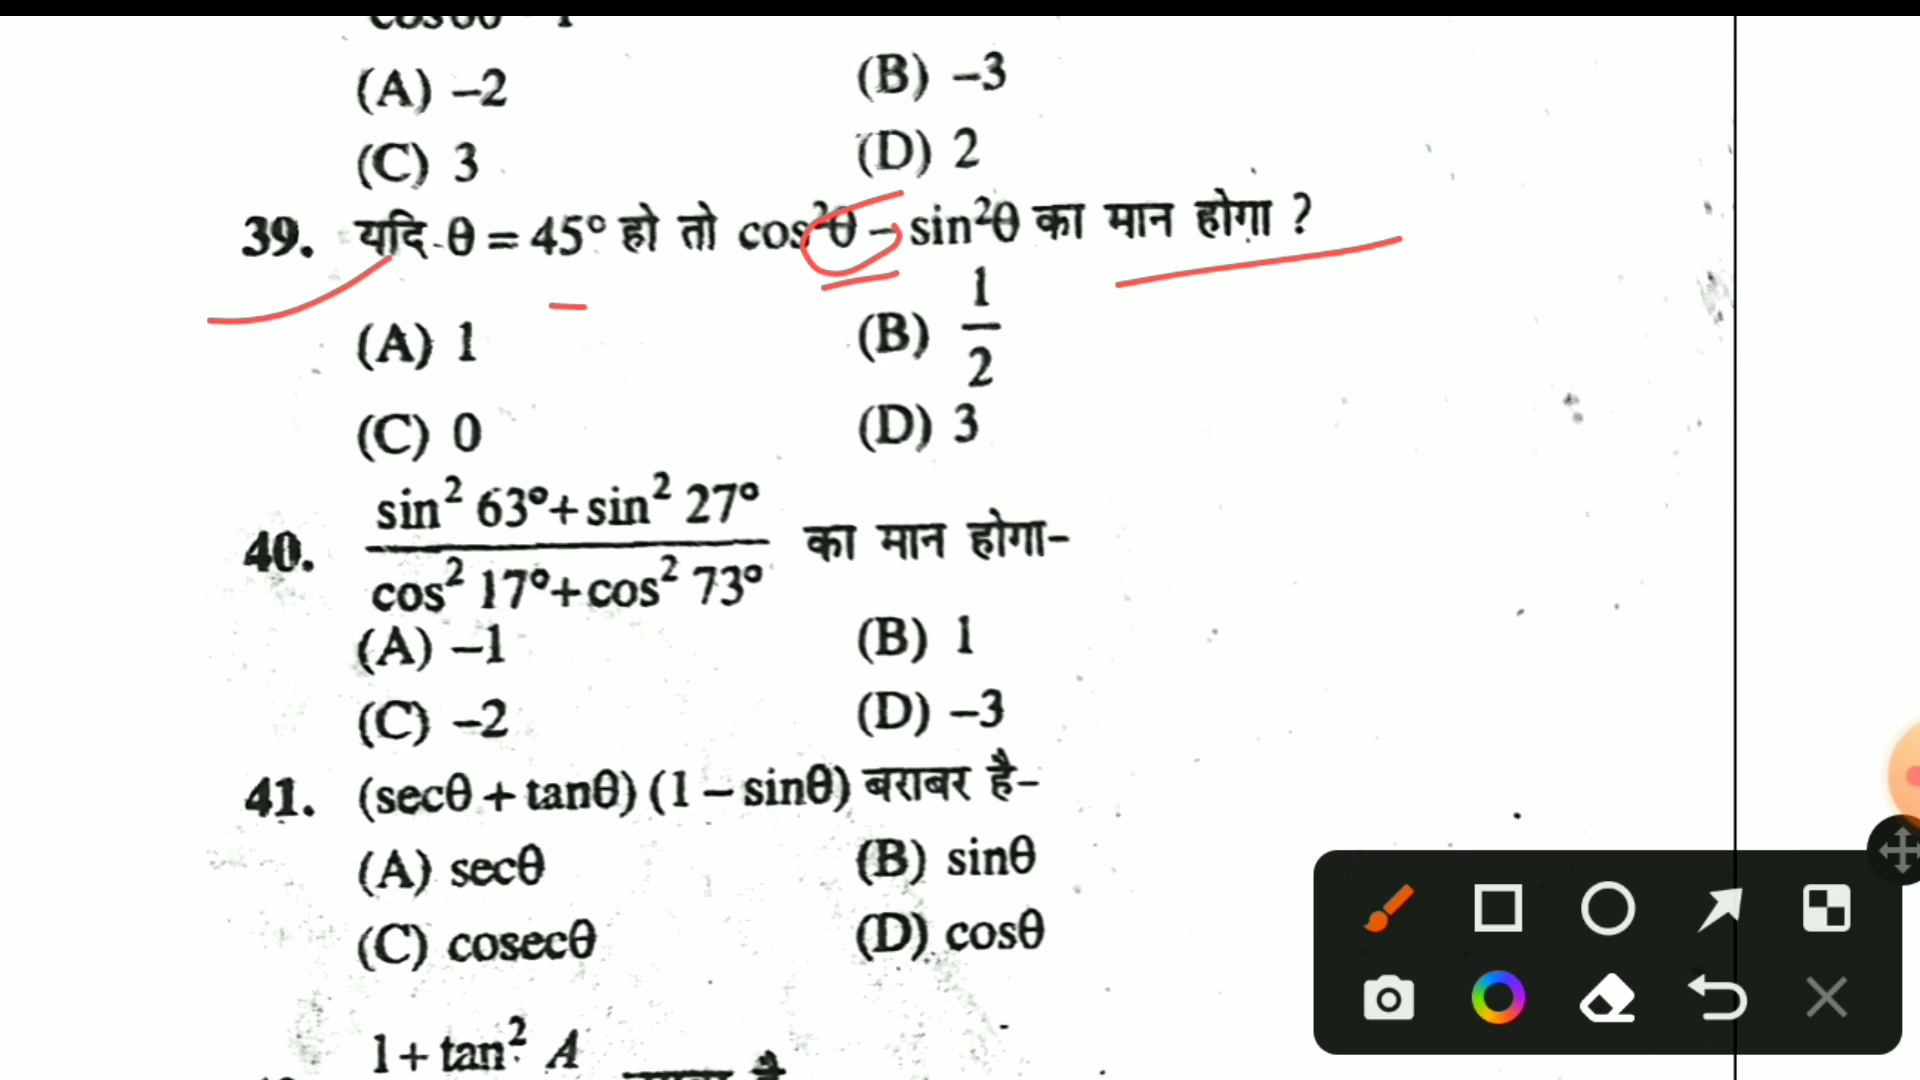 (A) –2 (B) –3
(C) 3 (D) 2
39. यदि θ = 45° हो तो cos²θ – sin²θ का मान होगा ?
(A) 1 (B) 1/2
(C) 0 (D) 3
40. sin² 63°+sin² 27° / cos² 17°+cos² 73° का मान होगा–
(A) –1 (B) 1
(C) –2 (D) –3
41. (secθ + tanθ) (1 – sinθ) बराबर है–
(A) secθ (B) sinθ
(C) cosecθ (D) cosθ
1+ tan² A